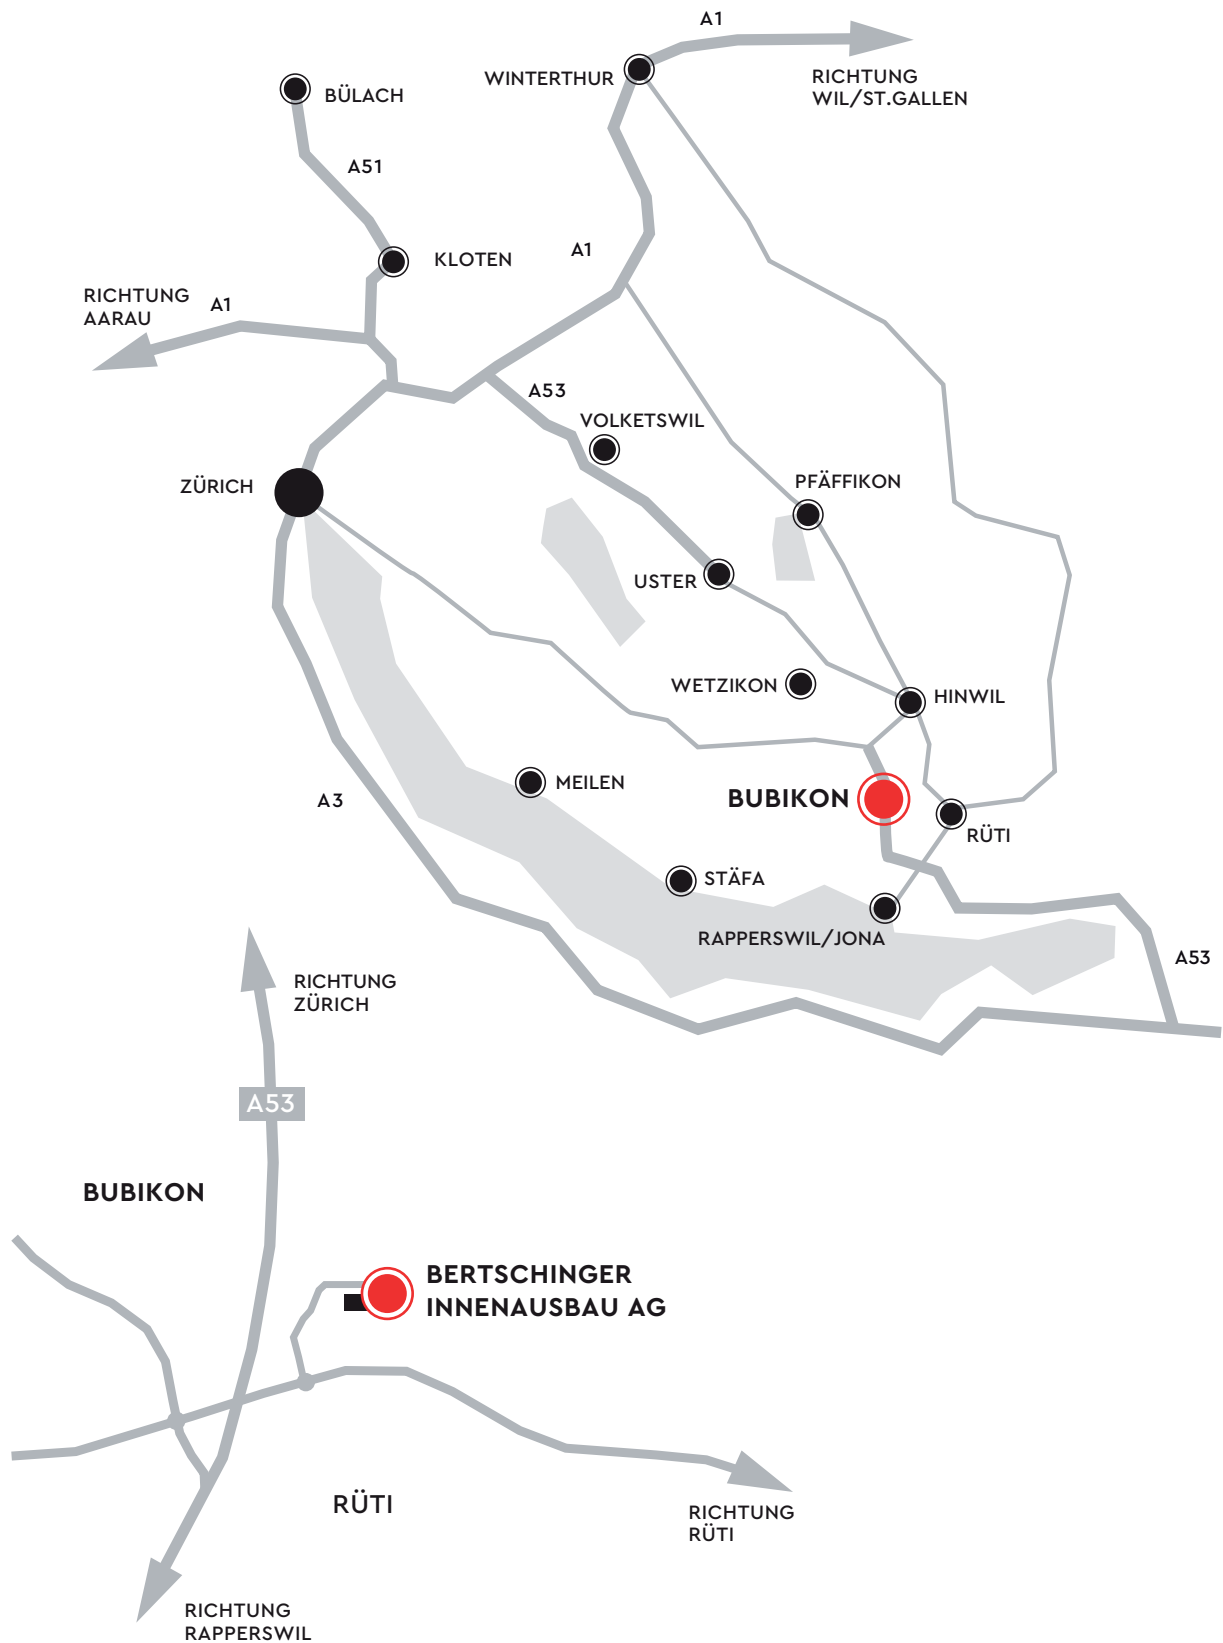 A1
WINTERTHUR
RICHTUNG
WIL/ST.GALLEN
BÜLACH
A51
A1
KLOTEN
RICHTUNG
AARAU
A1
A53
VOLKETSWIL
ZÜRICH
PFÄFFIKON
USTER
WETZIKON
HINWIL
MEILEN
A3
BUBIKON
RÜTI
STÄFA
RAPPERSWIL/JONA
A53
RICHTUNG
ZÜRICH
A53
BUBIKON
BERTSCHINGER
INNENAUSBAU AG
RÜTI
RICHTUNG
RÜTI
RICHTUNG
RAPPERSWIL